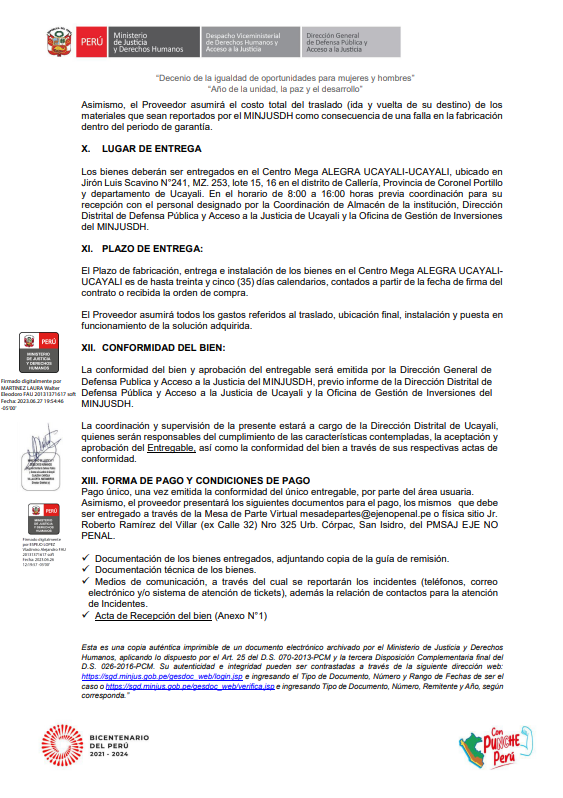 PERÚ
Ministerio
de Justicia
y Derechos Humanos
Despacho Viceministerial
de Derechos Humanos y
Acceso a la Justicia
Dirección General
de Defensa Pública y
Acceso a la Justicia
“Decenio de la igualdad de oportunidades para mujeres y hombres”
“Año de la unidad, la paz y el desarrollo”
Asimismo, el Proveedor asumirá el costo total del traslado (ida y vuelta de su destino) de los
materiales que sean reportados por el MINJUSDH como consecuencia de una falla en la fabricación
dentro del periodo de garantía.
X. LUGAR DE ENTREGA
Los bienes deberán ser entregados en el Centro Mega ALEGRA UCAYALI-UCAYALI, ubicado en
Jirón Luis Scavino N°241, MZ. 253, lote 15, 16 en el distrito de Callería, Provincia de Coronel Portillo
y departamento de Ucayali. En el horario de 8:00 a 16:00 horas previa coordinación para su
recepción con el personal designado por la Coordinación de Almacén de la institución, Dirección
Distrital de Defensa Pública y Acceso a la Justicia de Ucayali y la Oficina de Gestión de Inversiones
del MINJUSDH.
XI. PLAZO DE ENTREGA:
El Plazo de fabricación, entrega e instalación de los bienes en el Centro Mega ALEGRA UCAYALI-
UCAYALI es de hasta treinta y cinco (35) días calendarios, contados a partir de la fecha de firma del
contrato o recibida la orden de compra.
El Proveedor asumirá todos los gastos referidos al traslado, ubicación final, instalación y puesta en
funcionamiento de la solución adquirida.
XII. CONFORMIDAD DEL BIEN:
La conformidad del bien y aprobación del entregable será emitida por la Dirección General de
Defensa Publica y Acceso a la Justicia del MINJUSDH, previo informe de la Dirección Distrital de
Defensa Pública y Acceso a la Justicia de Ucayali y la Oficina de Gestión de Inversiones del
MINJUSDH.
La coordinación y supervisión de la presente estará a cargo de la Dirección Distrital de Ucayali,
quienes serán responsables del cumplimiento de las características contempladas, la aceptación y
aprobación del Entregable, así como la conformidad del bien a través de sus respectivas actas de
conformidad.
XIII. FORMA DE PAGO Y CONDICIONES DE PAGO
Pago único, una vez emitida la conformidad del único entregable, por parte del área usuaria.
Asimismo, el proveedor presentará los siguientes documentos para el pago, los mismos que debe
ser entregado a través de la Mesa de Parte Virtual mesadepartes@ejenopenal.pe o física sitio Jr.
Roberto Ramírez del Villar (ex Calle 32) Nro 325 Urb. Córpac, San Isidro, del PMSAJ EJE NO
PENAL.
✓ Documentación de los bienes entregados, adjuntando copia de la guía de remisión.
✓ Documentación técnica de los bienes.
✓ Medios de comunicación, a través del cual se reportarán los incidentes (teléfonos, correo
electrónico y/o sistema de atención de tickets), además la relación de contactos para la atención
de Incidentes.
✓ Acta de Recepción del bien (Anexo N°1)
PERÚ
MINISTERIO
DE JUSTICIA
Y DERECHOS
HUMANOS
Firmado digitalmente por
MARTINEZ LAURA Walter
Eleodoro FAU 20131371617 soft
Fecha: 2023.06.27 19:54:46
-05'00'
PERÚ
MINISTERIO
DE JUSTICIA
Y DERECHOS
HUMANOS
Firmado digitalmente
por ESPEJO LOPEZ
Vladimiro Alejandro FAU
20131371617 soft
Esta es una copia auténtica imprimible de un documento electrónico archivado por el Ministerio de Justicia y Derechos
Humanos, aplicando lo dispuesto por el Art. 25 del D.S. 070-2013-PCM y la tercera Disposición Complementaria final del
D.S. 026-2016-PCM. Su autenticidad e integridad pueden ser contrastadas a través de la siguiente dirección web:
https://sgd.minjus.gob.pe/gesdoc_web/login.jsp e ingresando el Tipo de Documento, Número y Rango de Fechas de ser el
caso o https://sgd.minjus.gob.pe/gesdoc_web/verifica.jsp e ingresando Tipo de Documento, Número, Remitente y Año, según
corresponda.”
BICENTENARIO
DEL PERÚ
2021 - 2024
Con
PUNCHE
Perú